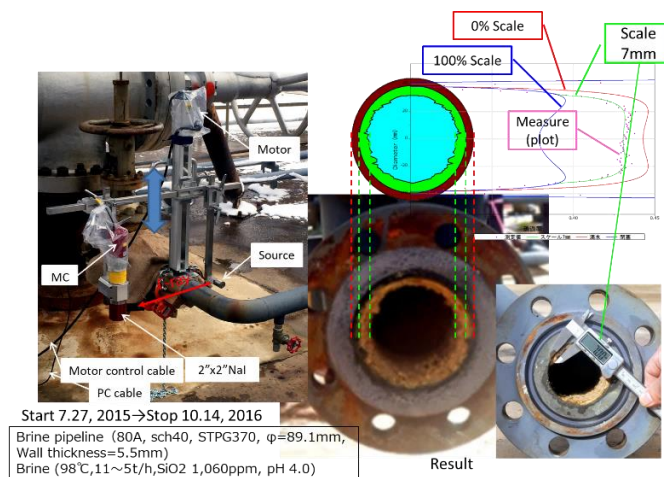 0% Scale
Scale
7mm
100% Scale
Measure
(plot)
Diameter (mm)
Motor
MC
Source
Motor control cable
2"x2"NaI
PC cable
Start 7.27, 2015→Stop 10.14, 2016
Brine pipeline (80A, sch40, STPG370, φ=89.1mm,
Wall thickness=5.5mm)
Brine (98℃,11～5t/h,SiO2 1,060ppm, pH 4.0)
Result